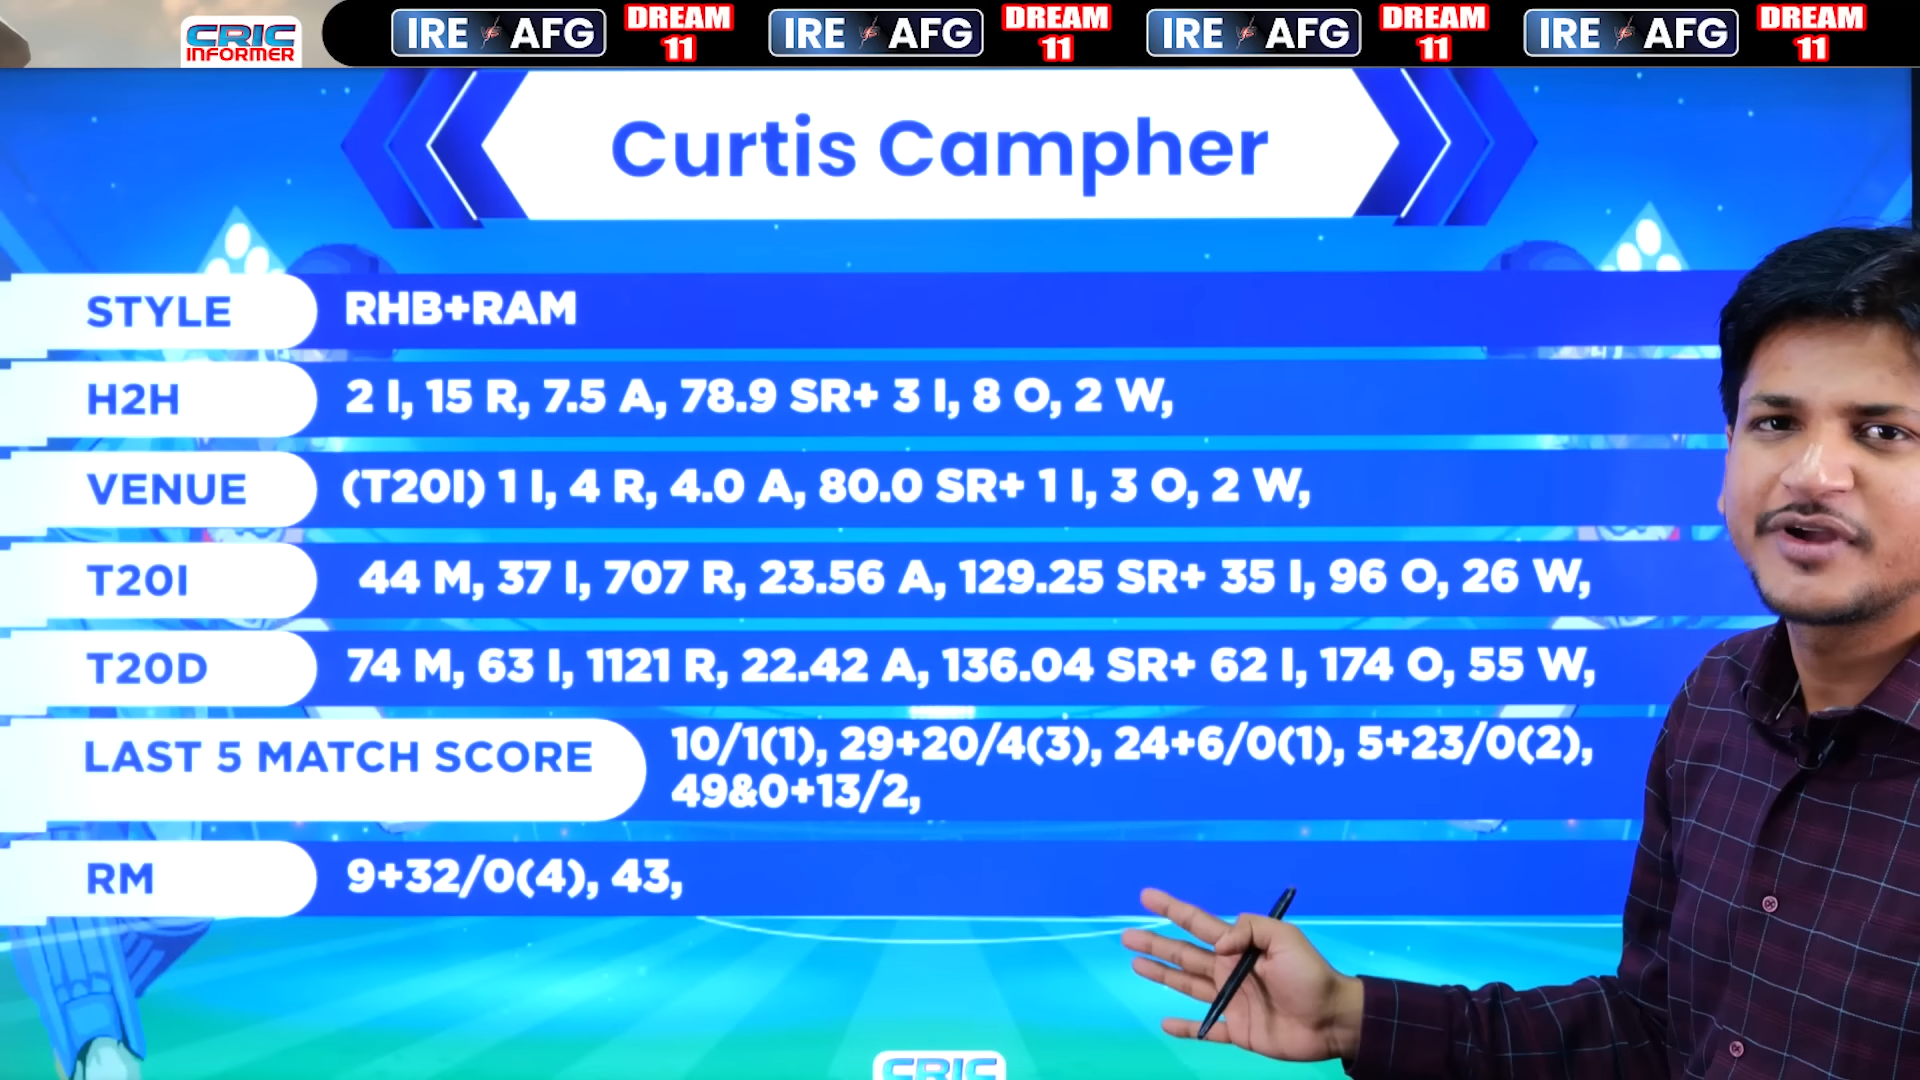 CRIC
INFORMER
IRE AFG
DREAM
11
IRE AFG
DREAM
11
IRE AFG
DREAM
11
IRE AFG
DREAM
11
Curtis Campher
STYLE RHB+RAM
H2H 2 I, 15 R, 7.5 A, 78.9 SR+ 3 I, 8 O, 2 W,
VENUE (T20I) 1 I, 4 R, 4.0 A, 80.0 SR+ 1 I, 3 O, 2 W,
T20I 44 M, 37 I, 707 R, 23.56 A, 129.25 SR+ 35 I, 96 O, 26 W,
T20D 74 M, 63 I, 1121 R, 22.42 A, 136.04 SR+ 62 I, 174 O, 55 W,
LAST 5 MATCH SCORE 10/1(1), 29+20/4(3), 24+6/0(1), 5+23/0(2),
49&0+13/2,
RM 9+32/0(4), 43,
CRIC